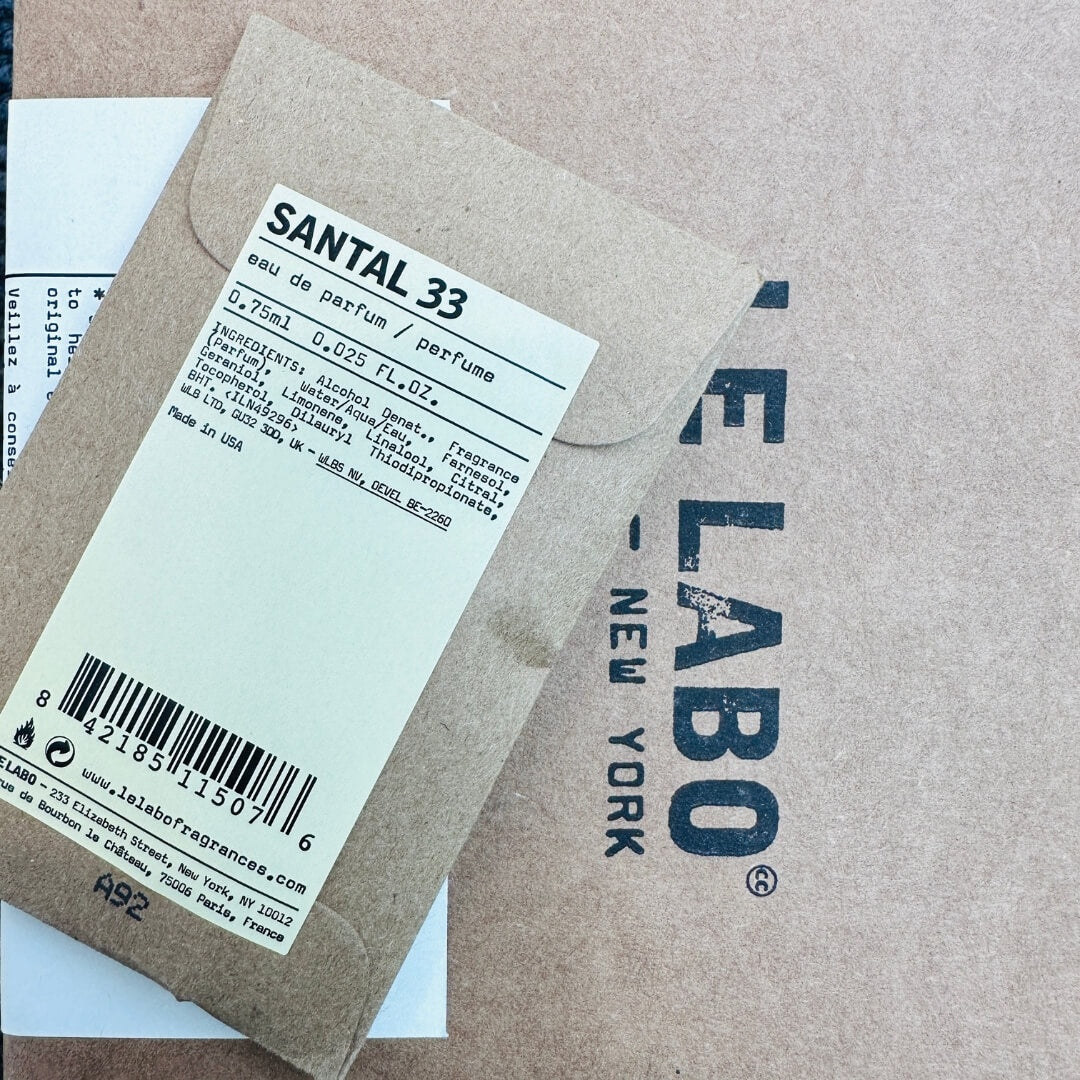 SANTAL 33
eau de parfum / perfume
0.75ml 0.025 FL.OZ.
INGREDIENTS: Alcohol Denat., Fragrance
(Parfum), Water/Aqua/Eau, Farnesol,
Geraniol, Limonene, Linalool, Citral,
Tocopherol, Dilauryl Thiodipropionate,
BHT. <ILN49296>
WLB LTD, GU32 3QD, UK - WLBS NV, OEVEL BE-2260
Made in USA
8 42185 11507 6
www.lelabofragrances.com
LABO - 233 Elizabeth Street, New York, NY 10012
rue de Bourbon le Château, 75006 Paris, France
A92
LE LABO
- NEW YORK
to
original
Veillez à